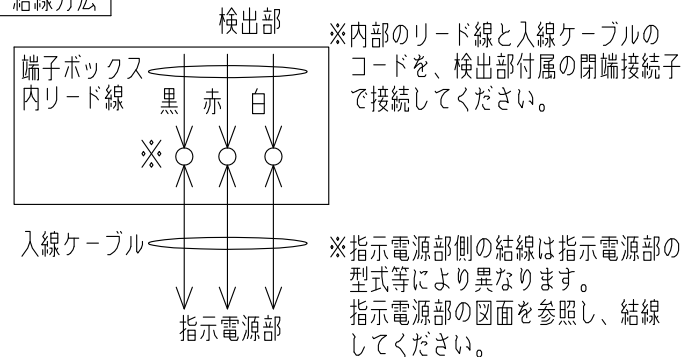 結線方法
検出部
※内部のリード線と入線ケーブルの
コードを、検出部付属の閉端接続子
で接続してください。
端子ボックス
内リード線
黒 赤 白
※
入線ケーブル
※指示電源部側の結線は指示電源部の
型式等により異なります。
指示電源部の図面を参照し、結線
してください。
指示電源部